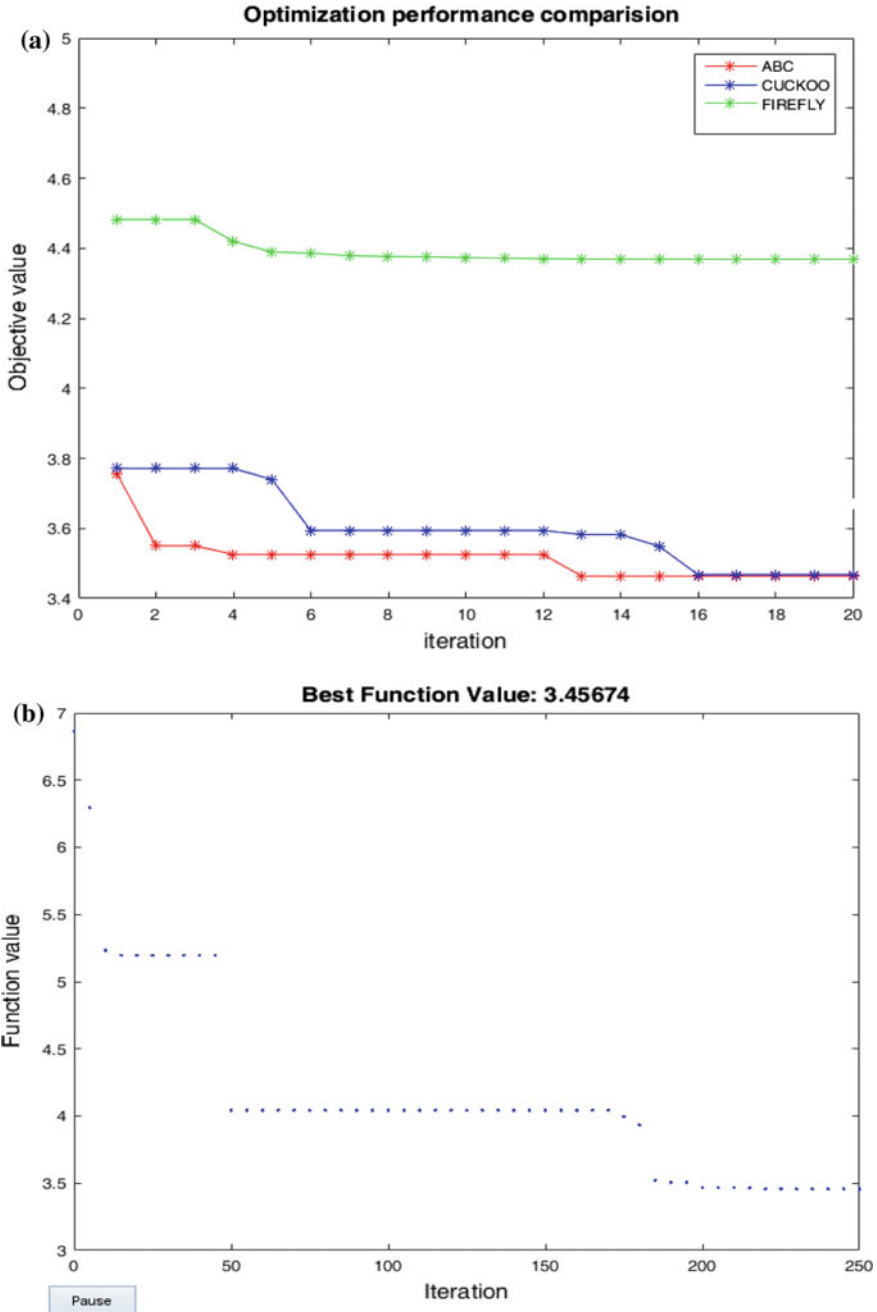 Optimization performance comparision
(a)
5
4.8
4.6
4.4
4.2
4
3.8
3.6
3.4
Objective value
ABC
CUCKOO
FIREFLY
0 2 4 6 8 10 12 14 16 18 20
iteration
Best Function Value: 3.45674
(b)
7
6.5
6
5.5
5
4.5
4
3.5
3
Function value
0 50 100 150 200 250
Iteration
Pause